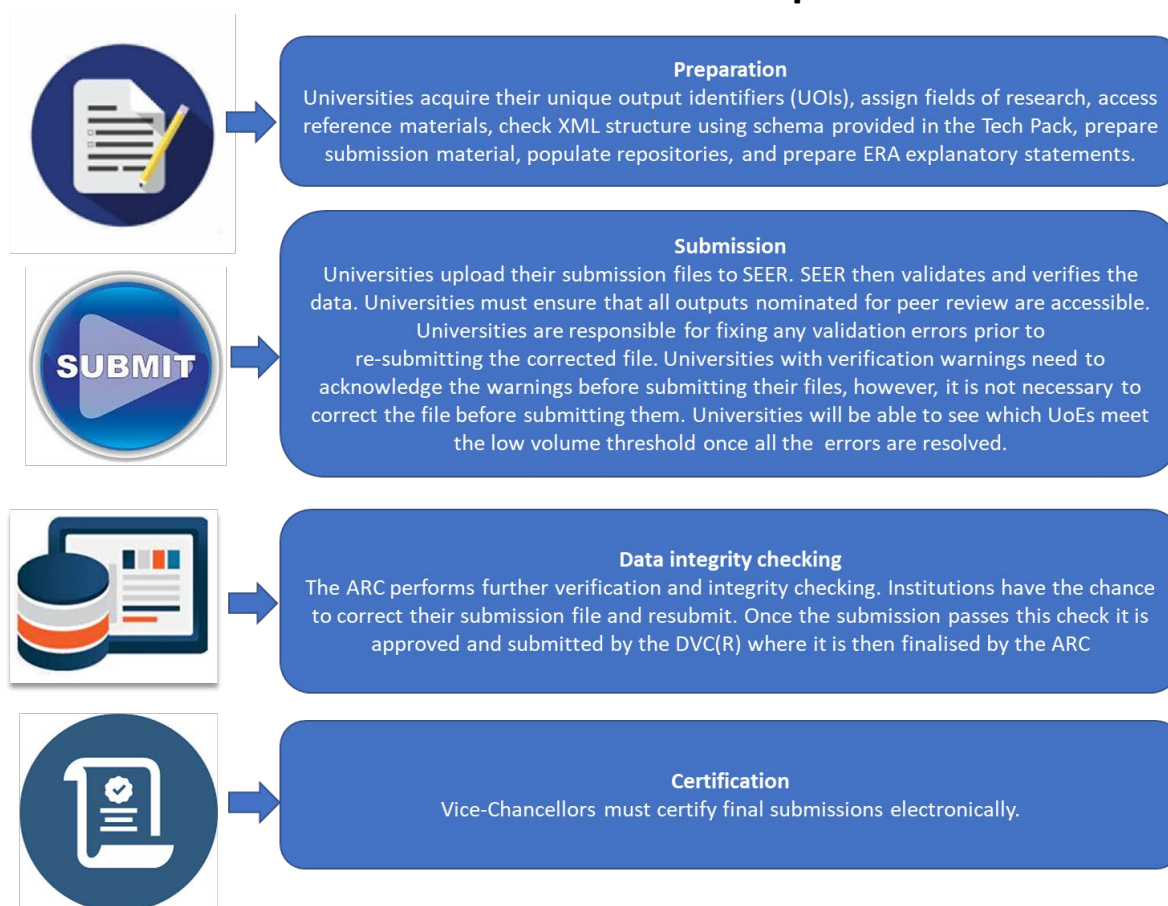 Preparation
Universities acquire their unique output identifiers (UOIs), assign fields of research, access
reference materials, check XML structure using schema provided in the Tech Pack, prepare
submission material, populate repositories, and prepare ERA explanatory statements.
SUBMIT
Submission
Universities upload their submission files to SEER. SEER then validates and verifies the
data. Universities must ensure that all outputs nominated for peer review are accessible.
Universities are responsible for fixing any validation errors prior to
re-submitting the corrected file. Universities with verification warnings need to
acknowledge the warnings before submitting their files, however, it is not necessary to
correct the file before submitting them. Universities will be able to see which UoEs meet
the low volume threshold once all the errors are resolved.
Data integrity checking
The ARC performs further verification and integrity checking. Institutions have the chance
to correct their submission file and resubmit. Once the submission passes this check it is
approved and submitted by the DVC(R) where it is then finalised by the ARC
Certification
Vice-Chancellors must certify final submissions electronically.